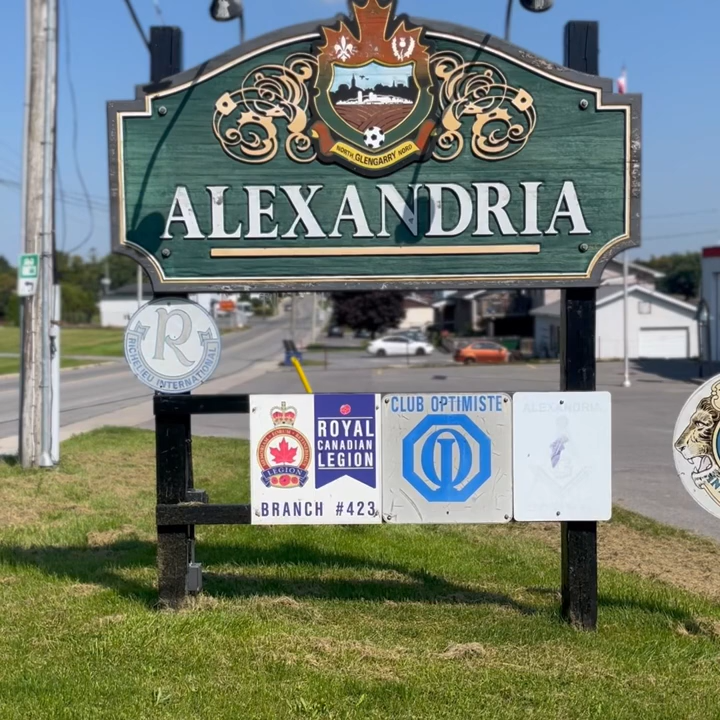 NORTH GLENGARRY NORD
ALEXANDRIA
R
RICHELIEU INTERNATIONAL
LEGION
ROYAL
CANADIAN
LEGION
BRANCH #423
CLUB OPTIMISTE
ALEXANDRIA